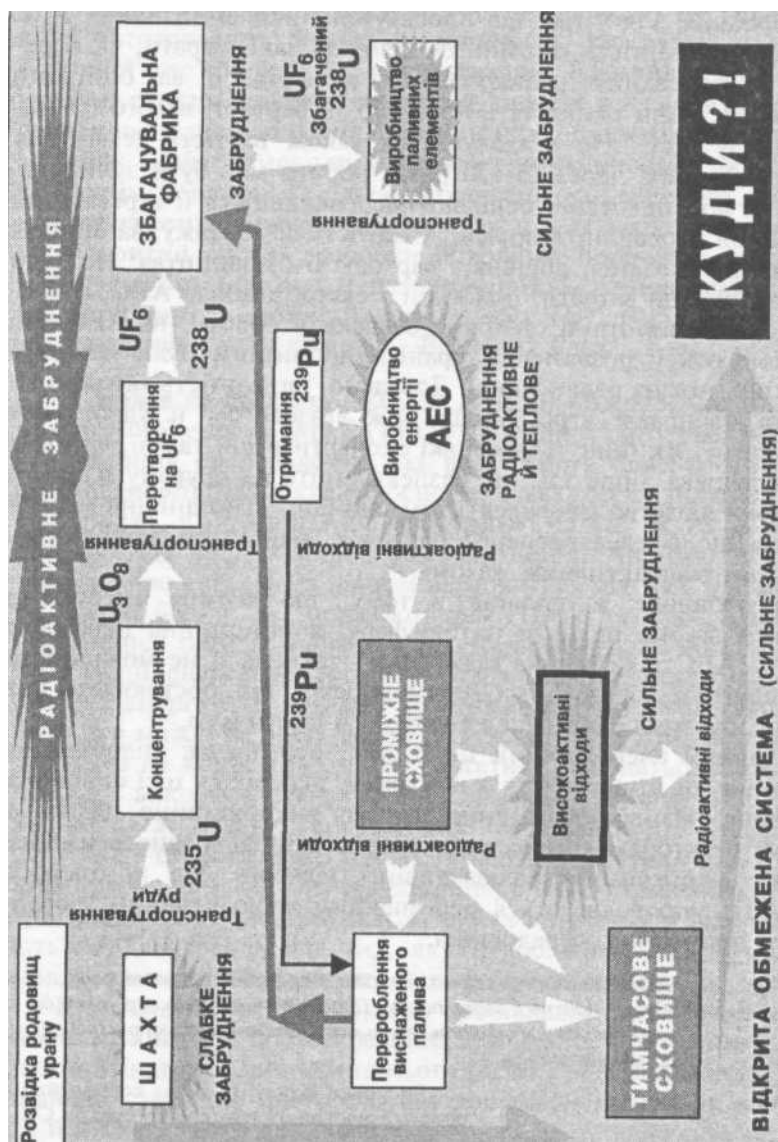 РАДІОАКТИВНЕ ЗАБРУДНЕННЯ
Розвідка родовищ
урану
ШАХТА
СЛАБКЕ
ЗАБРУДНЕННЯ
Транспортування
руди
235U
Концентрування
U3O8
Транспортування
Перетворення
на UF6
UF6
238U
ЗБАГАЧУВАЛЬНА
ФАБРИКА
ЗАБРУДНЕННЯ
UF6
Збагачений
238U
Виробництво
паливних
елементів
СИЛЬНЕ ЗАБРУДНЕННЯ
Транспортування
Виробництво
енергії
АЕС
ЗАБРУДНЕННЯ
РАДІОАКТИВНЕ
Й ТЕПЛОВЕ
Отримання
239Pu
239Pu
Радіоактивні відходи
ПРОМІЖНЕ
СХОВИЩЕ
Високоактивні
відходи
СИЛЬНЕ ЗАБРУДНЕННЯ
Радіоактивні відходи
Перероблення
виснаженого
палива
ТИМЧАСОВЕ
СХОВИЩЕ
Радіоактивні відходи
КУДИ?!
ВІДКРИТА ОБМЕЖЕНА СИСТЕМА (СИЛЬНЕ ЗАБРУДНЕННЯ)